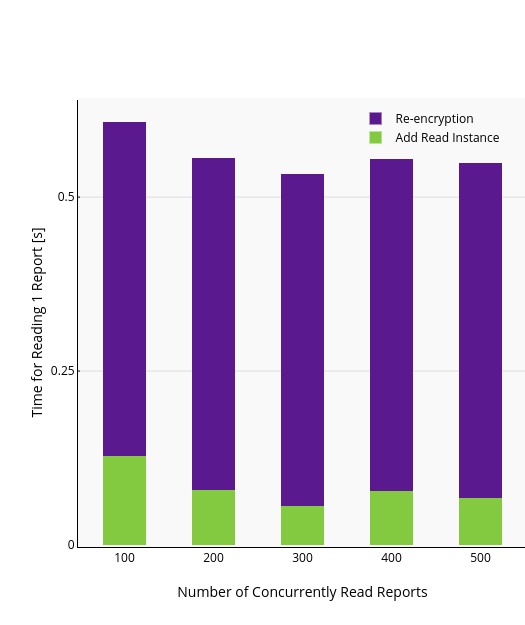 Re-encryption
Add Read Instance
Time for Reading 1 Report [s]
0.5
0.25
0
100 200 300 400 500
Number of Concurrently Read Reports